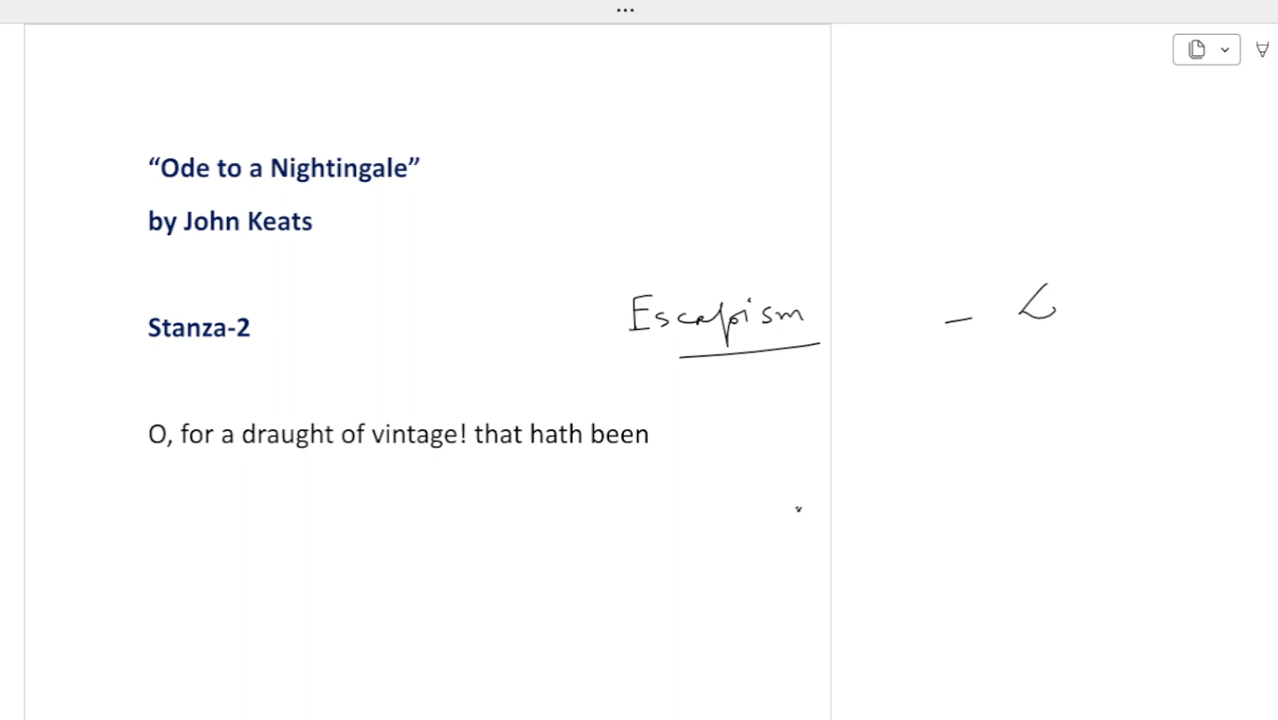 “Ode to a Nightingale”
by John Keats
Escapism
Stanza-2
O, for a draught of vintage! that hath been